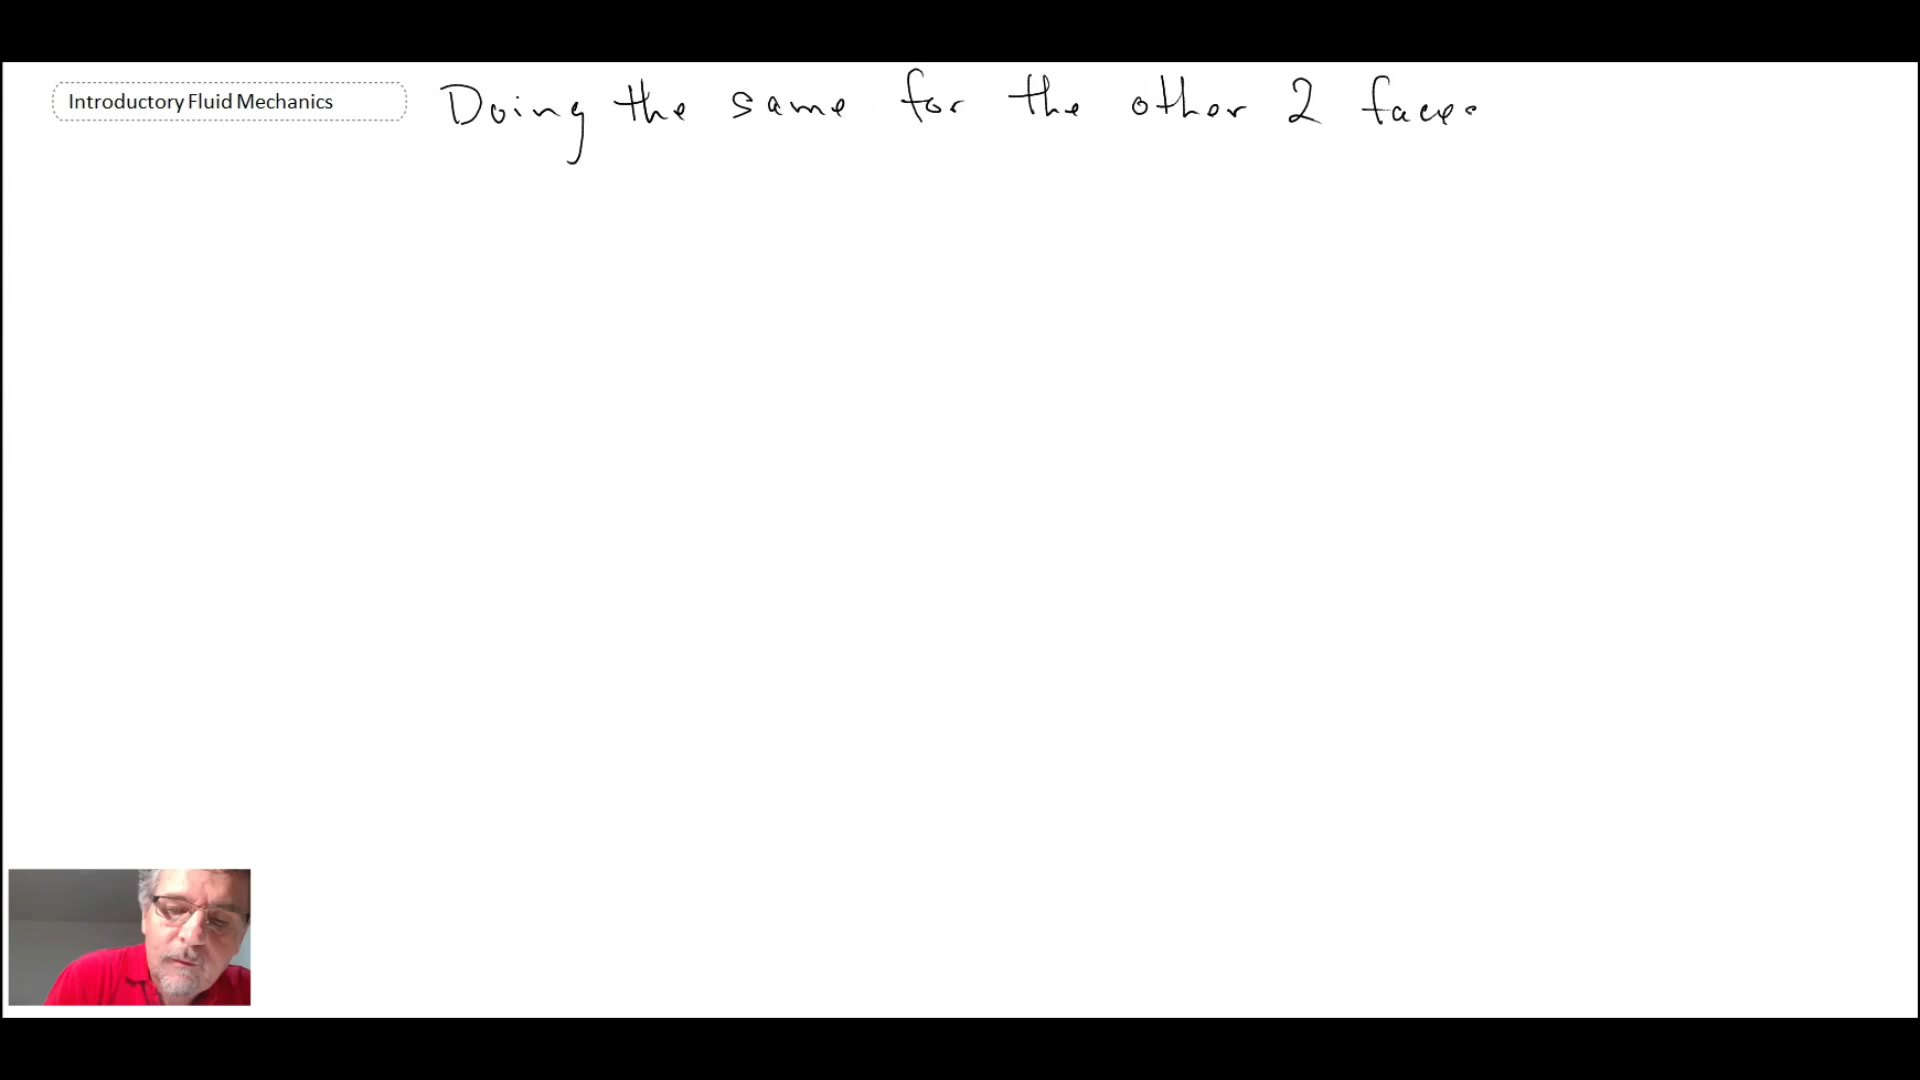 Introductory Fluid Mechanics
Doing the same for the other 2 faces